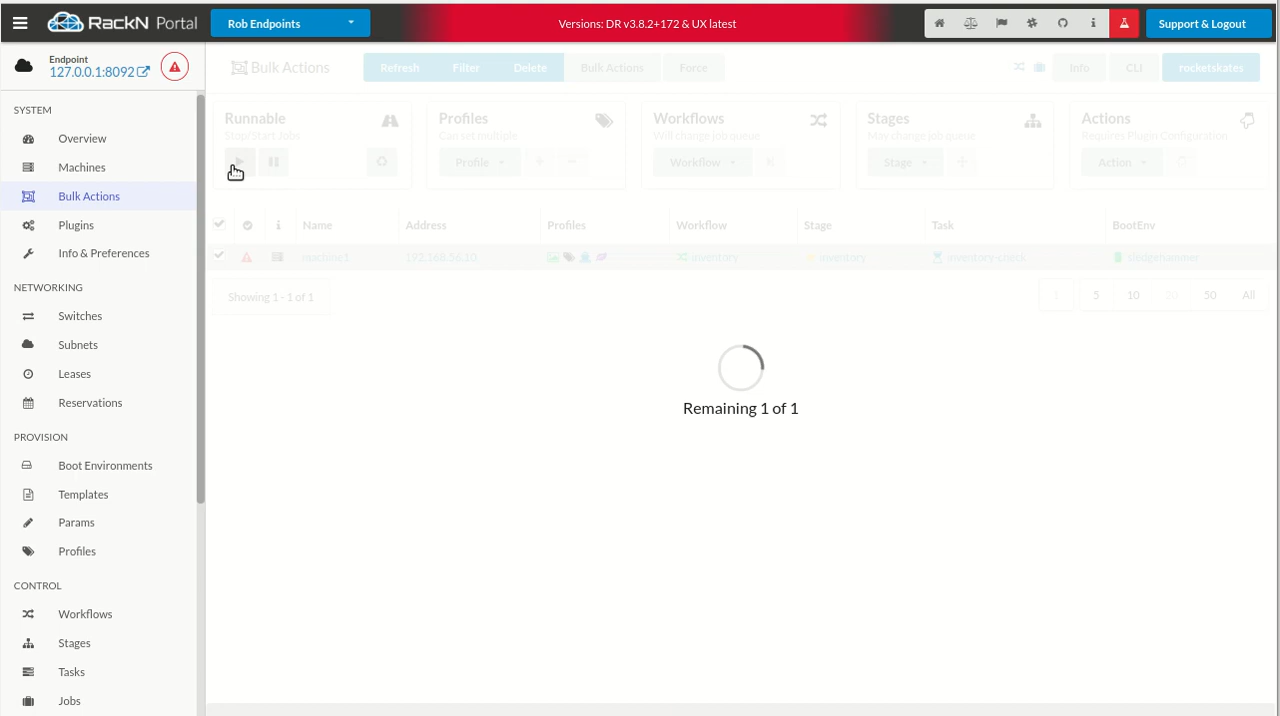 RackN Portal
Rob Endpoints
Versions: DR v3.8.2+172 & UX latest
Support & Logout
Endpoint
127.0.0.1:8092
Bulk Actions
Refresh
Filter
Delete
Bulk Actions
Force
Info
CLI
rocketskates
SYSTEM
Overview
Machines
Bulk Actions
Plugins
Info & Preferences
NETWORKING
Switches
Subnets
Leases
Reservations
PROVISION
Boot Environments
Templates
Params
Profiles
CONTROL
Workflows
Stages
Tasks
Jobs
Runnable
Stop/Start Jobs
Profiles
Can set multiple
Profile
Workflows
Will change job queue
Workflow
Stages
May change job queue
Stage
Actions
Requires Plugin Configuration
Action
Name Address Profiles Workflow Stage Task BootEnv
machine1 192.168.56.10 inventory inventory inventory-check sledgehammer
Showing 1 - 1 of 1
1 5 10 20 50 All
Remaining 1 of 1